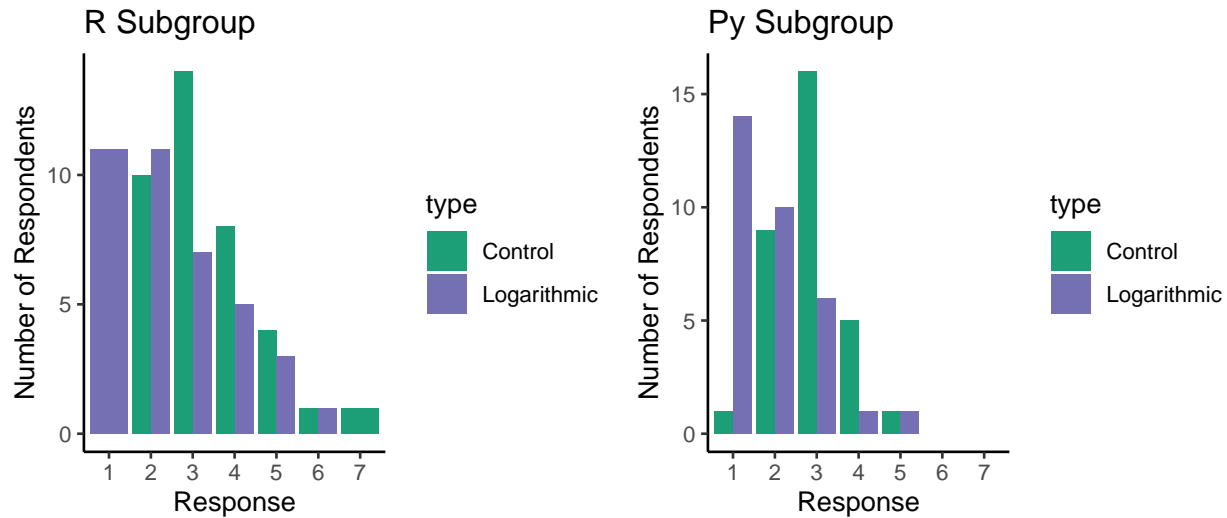 R Subgroup
Number of Respondents
10
5
0
1 2 3 4 5 6 7
Response
type
Control
Logarithmic
Py Subgroup
Number of Respondents
15
10
5
0
1 2 3 4 5 6 7
Response
type
Control
Logarithmic